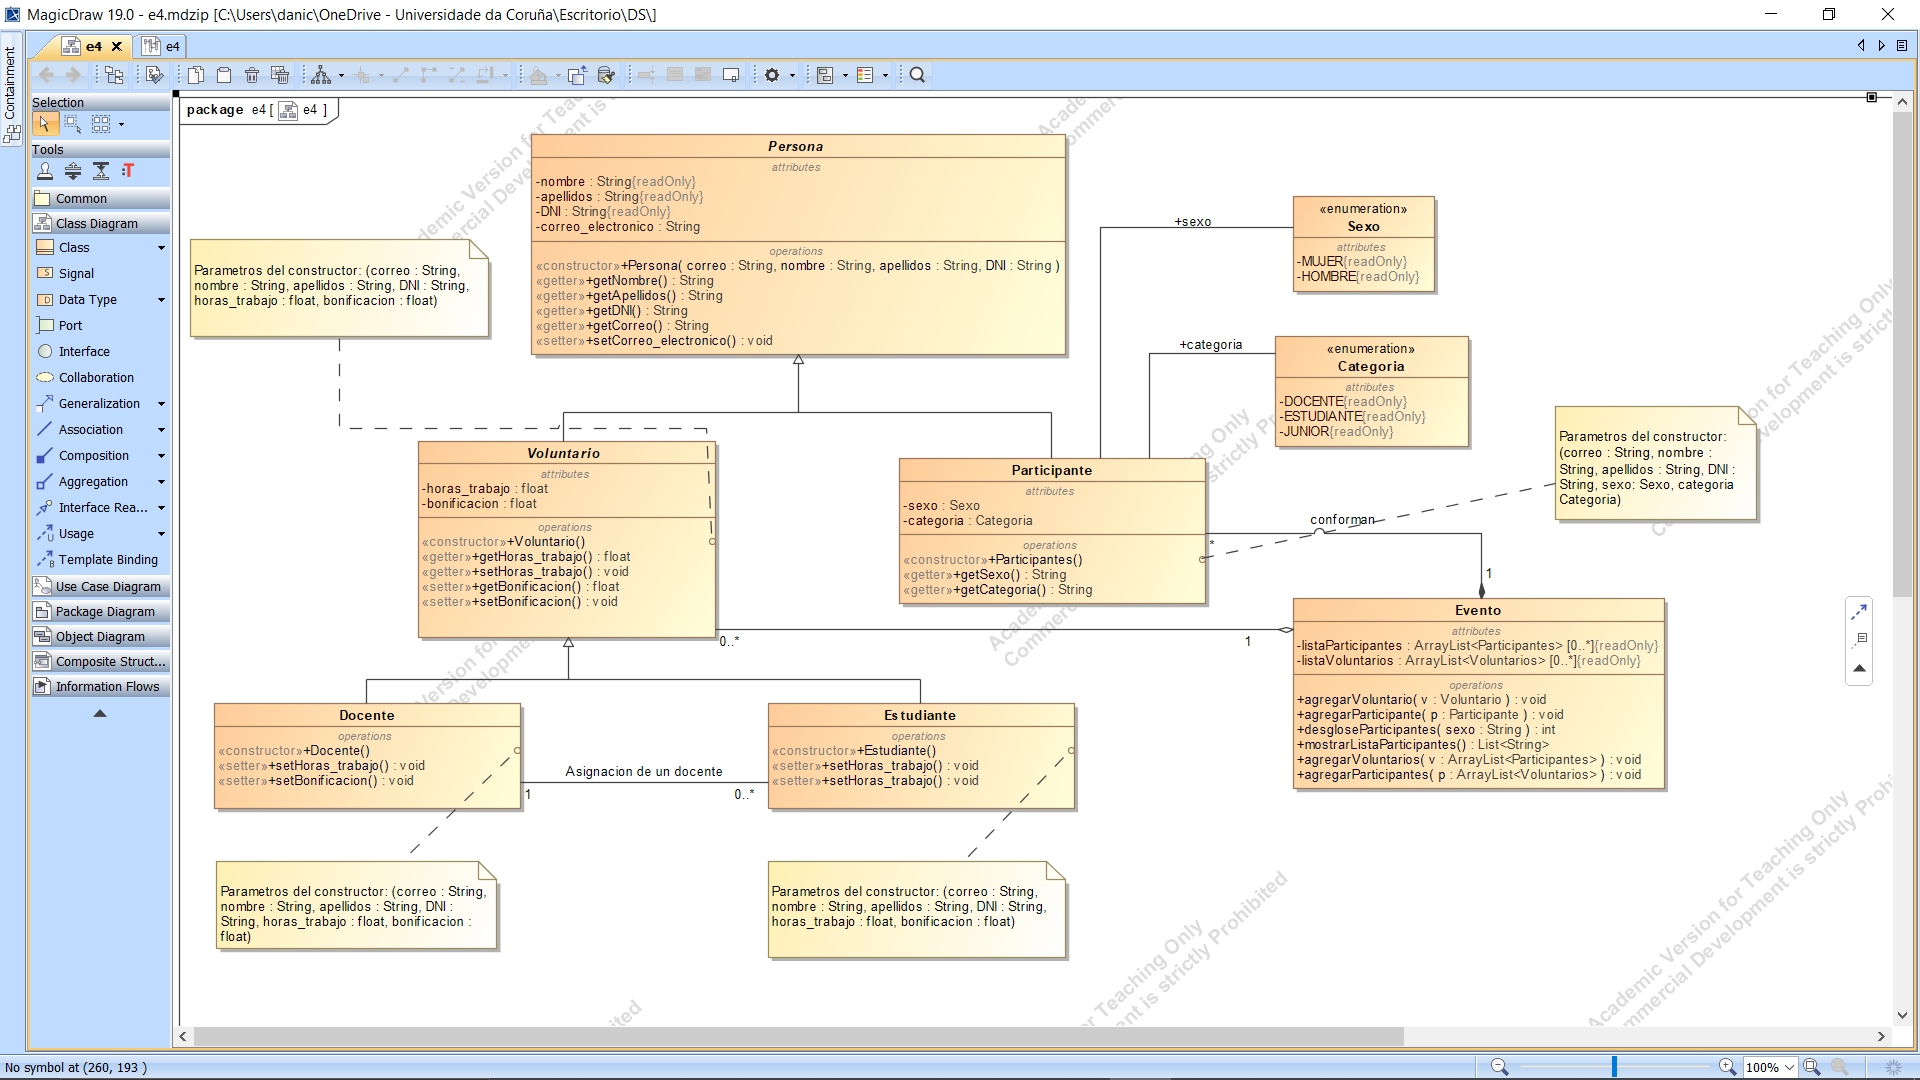 MagicDraw 19.0 - e4.mdzip [C:\Users\danic\OneDrive - Universidade da Coruña\Escritorio\DS\]
Containment
e4
e4
Selection
Tools
Common
Class Diagram
Class
Signal
Data Type
Port
Interface
Collaboration
Generalization
Association
Composition
Aggregation
Interface Rea...
Usage
Template Binding
Use Case Diagram
Package Diagram
Object Diagram
Composite Struct...
Information Flows
package e4 [ e4 ]
Persona
attributes
-nombre : String{readOnly}
-apellidos : String{readOnly}
-DNI : String{readOnly}
-correo_electronico : String
operations
«constructor»+Persona( correo : String, nombre : String, apellidos : String, DNI : String )
«getter»+getNombre() : String
«getter»+getApellidos() : String
«getter»+getDNI() : String
«getter»+getCorreo() : String
«setter»+setCorreo_electronico() : void
Parametros del constructor: (correo : String,
nombre : String, apellidos : String, DNI : String,
horas_trabajo : float, bonificacion : float)
+sexo
«enumeration»
Sexo
attributes
-MUJER{readOnly}
-HOMBRE{readOnly}
+categoria
«enumeration»
Categoria
attributes
-DOCENTE{readOnly}
-ESTUDIANTE{readOnly}
-JUNIOR{readOnly}
Parametros del constructor:
(correo : String, nombre :
String, apellidos : String, DNI :
String, sexo: Sexo, categoria
Categoria)
Voluntario
attributes
-horas_trabajo : float
-bonificacion : float
operations
«constructor»+Voluntario()
«getter»+getHoras_trabajo() : float
«getter»+setHoras_trabajo() : void
«setter»+getBonificacion() : float
«setter»+setBonificacion() : void
Participante
attributes
-sexo : Sexo
-categoria : Categoria
operations
«constructor»+Participantes()
«getter»+getSexo() : String
«getter»+getCategoria() : String
conforman
*
1
0..*
1
Evento
attributes
-listaParticipantes : ArrayList<Participantes> [0..*]{readOnly}
-listaVoluntarios : ArrayList<Voluntarios> [0..*]{readOnly}
operations
+agregarVoluntario( v : Voluntario ) : void
+agregarParticipante( p : Participante ) : void
+desgloseParticipantes( sexo : String ) : int
+mostrarListaParticipantes() : List<String>
+agregarVoluntarios( v : ArrayList<Participantes> ) : void
+agregarParticipantes( p : ArrayList<Voluntarios> ) : void
Docente
operations
«constructor»+Docente()
«setter»+setHoras_trabajo() : void
«setter»+setBonificacion() : void
Asignacion de un docente
1
0..*
Estudiante
operations
«constructor»+Estudiante()
«setter»+setHoras_trabajo() : void
«setter»+setHoras_trabajo() : void
Parametros del constructor: (correo : String,
nombre : String, apellidos : String, DNI :
String, horas_trabajo : float, bonificacion :
float)
Parametros del constructor: (correo : String,
nombre : String, apellidos : String, DNI : String,
horas_trabajo : float, bonificacion : float)
Academic Version for Teaching Only
Commercial Development is strictly Prohibited
No symbol at (260, 193 )
100%